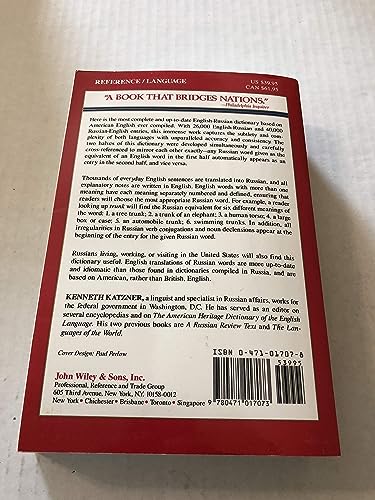 REFERENCE / LANGUAGE
US $39.95
CAN $61.95
"A BOOK THAT BRIDGES NATIONS."
—Philadelphia Inquirer
Here is the most complete and up-to-date English-Russian dictionary based on
American English ever compiled. With 26,000 English-Russian and 40,000
Russian-English entries, this immense work captures the subtlety and com-
plexity of both languages with unparalleled accuracy and consistency. The
two halves of this dictionary were developed simultaneously and carefully
cross-referenced to mirror each other exactly—any Russian word given as the
equivalent of an English word in the first half automatically appears as an
entry in the second half, and vice versa.
Thousands of everyday English sentences are translated into Russian, and all
explanatory notes are written in English. English words with more than one
meaning have each meaning separately numbered and defined, ensuring that
readers will choose the most appropriate Russian word. For example, a reader
looking up trunk will find the Russian equivalent for six different meanings of
the word: 1. a tree trunk; 2. a trunk of an elephant; 3. a human torso; 4. a large
box or case; 5. an automobile trunk; 6. swimming trunks. In addition, all
irregularities in Russian verb conjugations and noun declensions appear at the
beginning of the entry for the given Russian word.
Russians living, working, or visiting in the United States will also find this
dictionary useful. English translations of Russian words are more up-to-date
and idiomatic than those found in dictionaries compiled in Russia, and are
based on American, rather than British, English.
KENNETH KATZNER, a linguist and specialist in Russian affairs, works for
the federal government in Washington, D.C. He has served as an editor on
several encyclopedias and on The American Heritage Dictionary of the English
Language. His two previous books are A Russian Review Text and The Lan-
guages of the World.
Cover Design: Paul Perlow
John Wiley & Sons, Inc.
Professional, Reference and Trade Group
605 Third Avenue, New York, NY. 10158-0012
New York • Chichester • Brisbane • Toronto • Singapore
ISBN 0-471-01707-8
53995
9 780471 017073